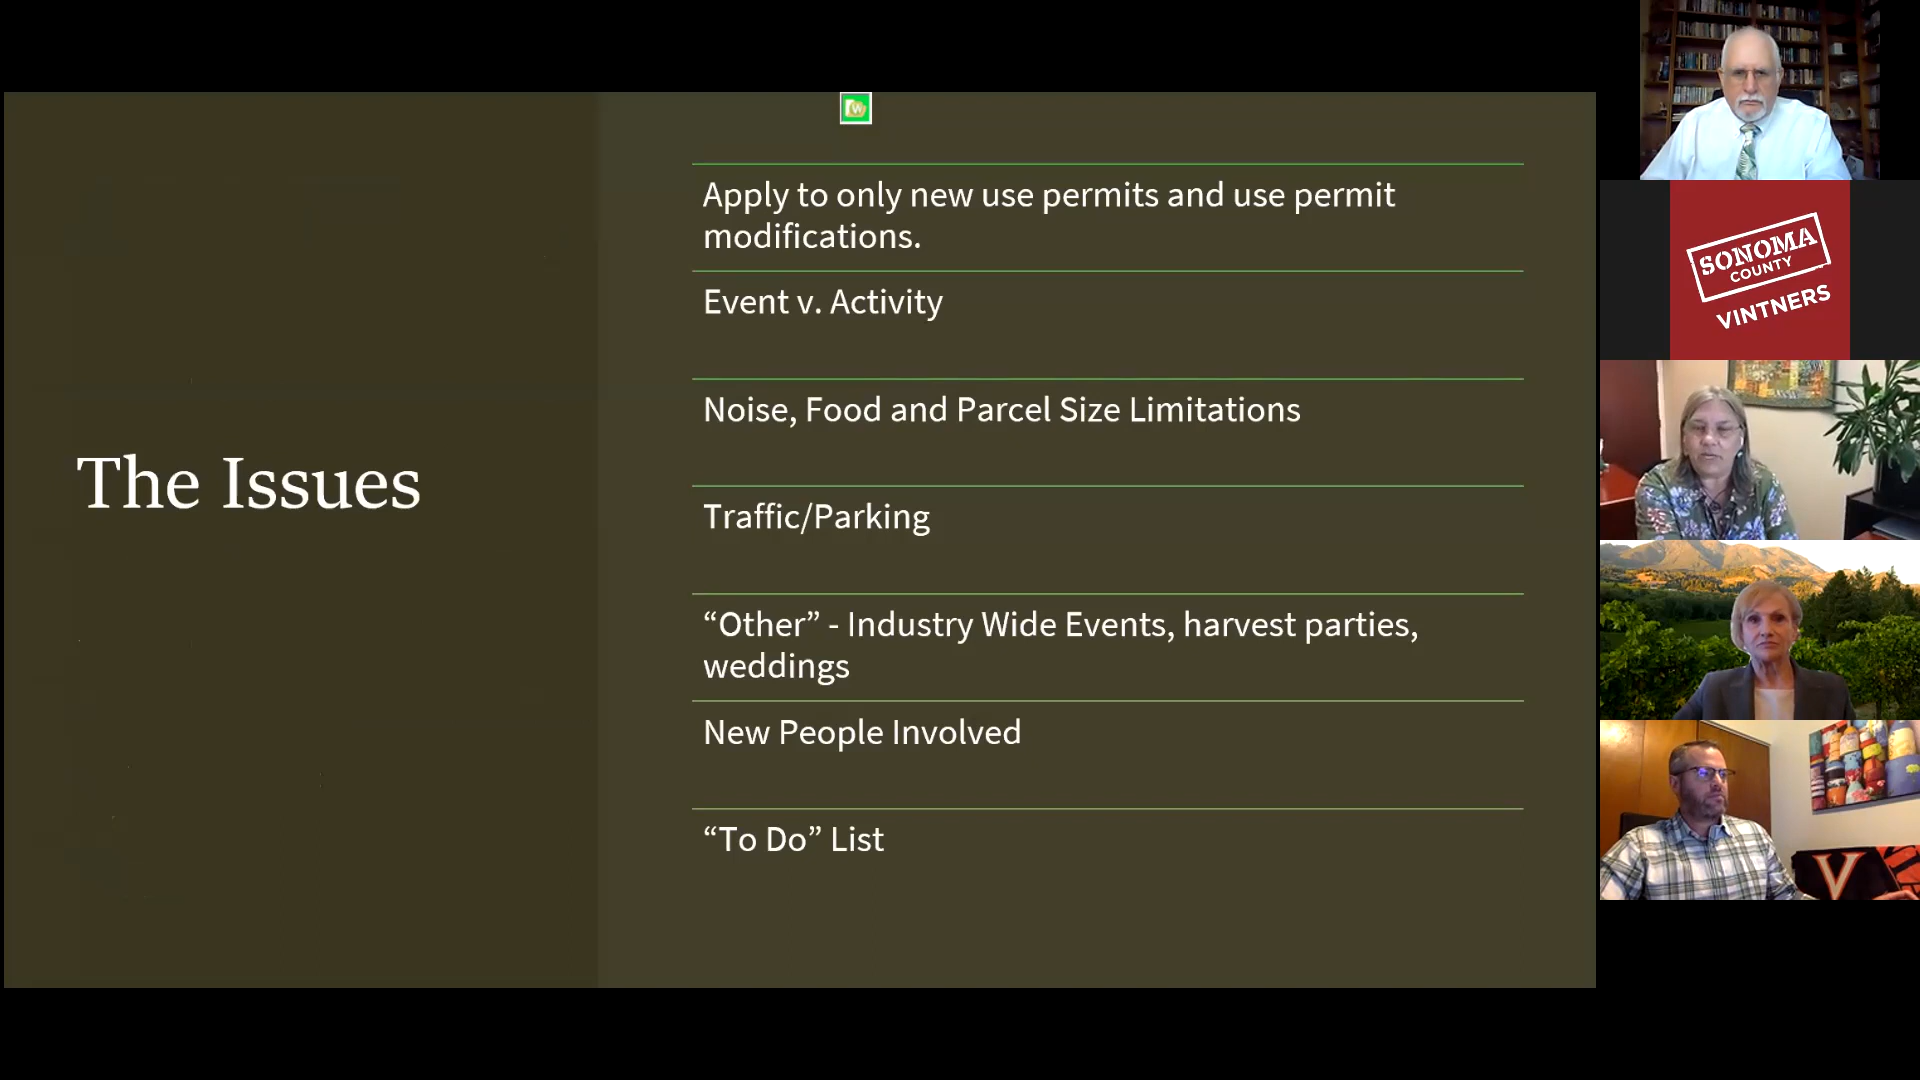 The Issues
Apply to only new use permits and use permit
modifications.
Event v. Activity
Noise, Food and Parcel Size Limitations
Traffic/Parking
“Other” - Industry Wide Events, harvest parties,
weddings
New People Involved
“To Do” List
SONOMA
COUNTY
VINTNERS
V